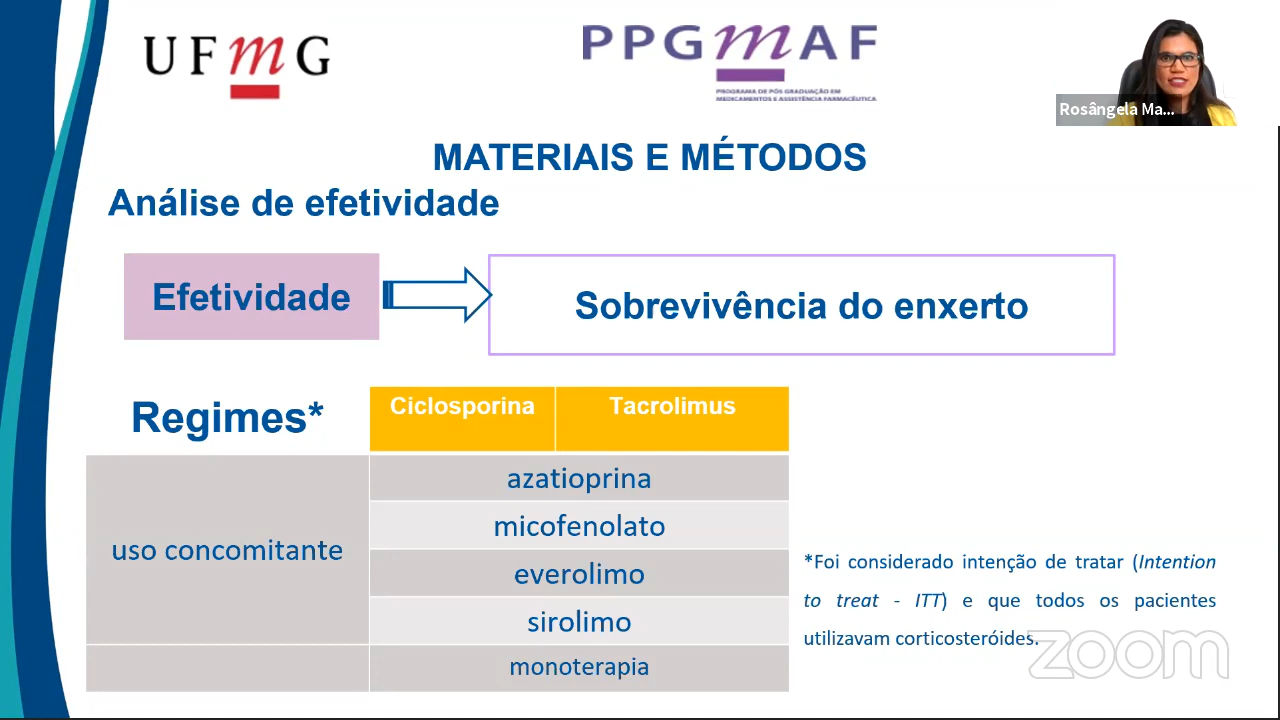 UFMG
PPGMAF
PROGRAMA DE PÓS GRADUAÇÃO EM
MEDICAMENTOS E ASSISTÊNCIA FARMACÊUTICA
Rosângela Ma...
MATERIAIS E MÉTODOS
Análise de efetividade
Efetividade
Sobrevivência do enxerto
Regimes*
Ciclosporina
Tacrolimus
uso concomitante
azatioprina
micofenolato
everolimo
sirolimo
monoterapia
*Foi considerado intenção de tratar (Intention
to treat - ITT) e que todos os pacientes
utilizavam corticosteróides.
zoom